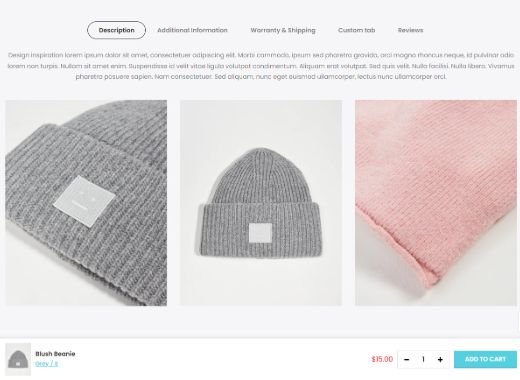 Description Additional Information Warranty & Shipping Custom tab Reviews
Design inspiration lorem ipsum dolor sit amet, consectetuer adipiscing elit. Morbi commodo, ipsum sed pharetra gravida, orci magna rhoncus neque, id pulvinar odio
lorem non turpis. Nullam sit amet enim. Suspendisse id velit vitae ligula volutpat condimentum. Aliquam erat volutpat. Sed quis velit. Nulla facilisi. Nulla libero. Vivamus
pharetra posuere sapien. Nam consectetuer. Sed aliquam, nunc eget euismod ullamcorper, lectus nunc ullamcorper orci.
Blush Beanie
Grey / S
$15.00 − 1 + ADD TO CART